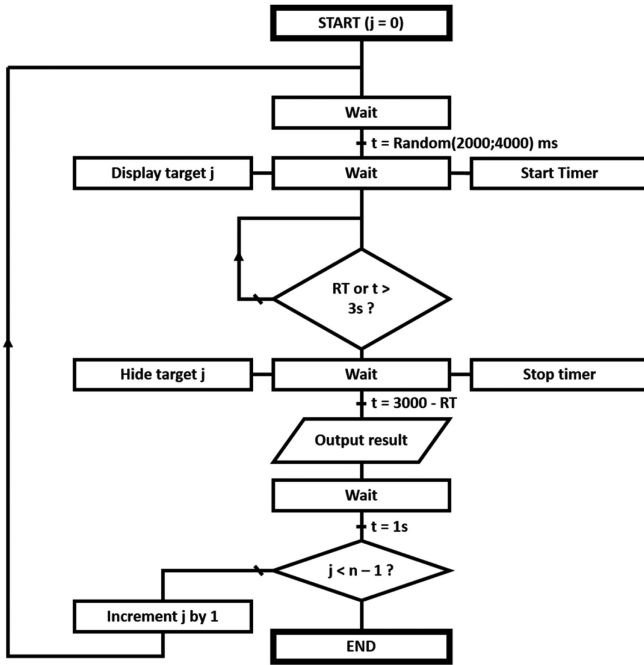 START (j = 0)
Wait
t = Random(2000;4000) ms
Display target j
Wait
Start Timer
RT or t >
3s ?
Hide target j
Wait
Stop timer
t = 3000 - RT
Output result
Wait
t = 1s
j < n – 1 ?
Increment j by 1
END